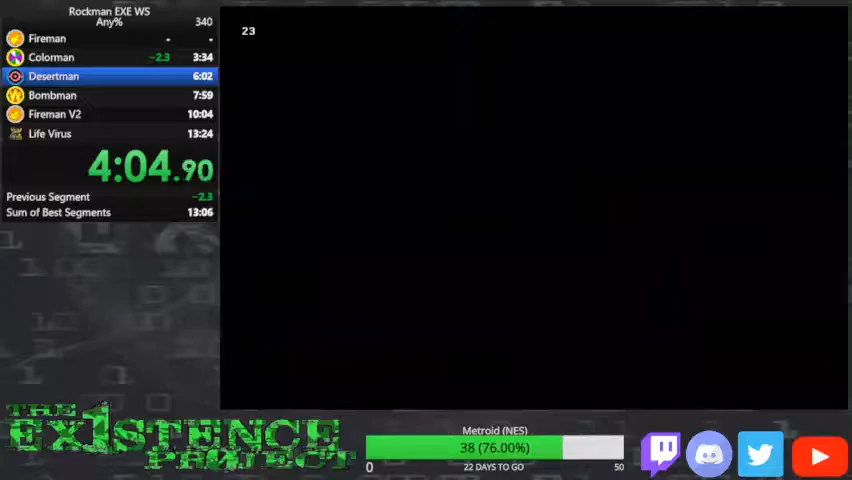 Rockman EXE WS
Any% 340
Fireman - -
Colorman -2.3 3:34
Desertman 6:02
Bombman 7:59
Fireman V2 10:04
Life Virus 13:24
4:04.90
Previous Segment -2.3
Sum of Best Segments 13:06
23
THE EX1STENCE PROJECT
Metroid (NES)
38 (76.00%)
0 22 DAYS TO GO 50